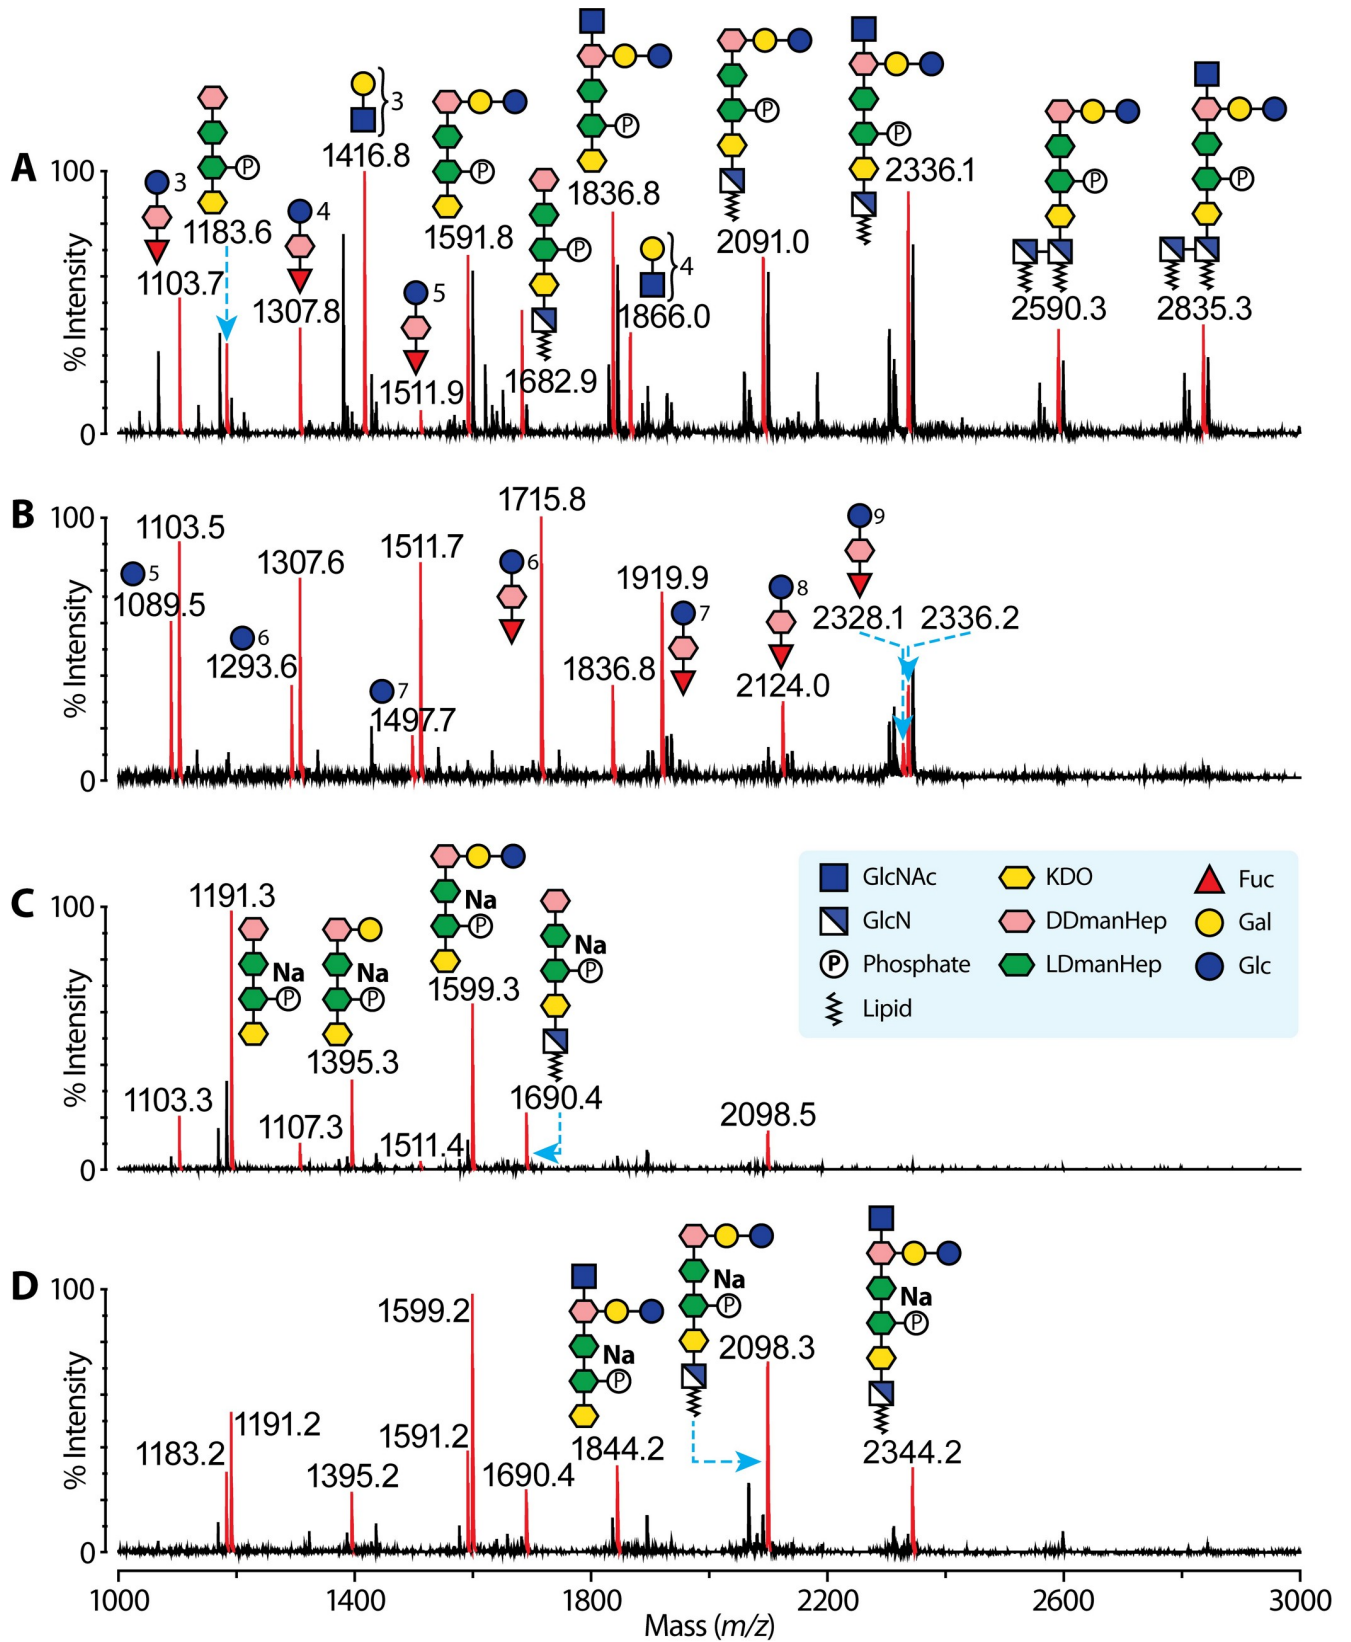 A
% Intensity
100
0
3
1103.7
1183.6
P
4
1307.8
3
1416.8
5
1511.9
P
1591.8
P
1682.9
P
1836.8
4
1866.0
P
2091.0
P
2336.1
P
2590.3
P
2835.3
B
% Intensity
100
0
5
1089.5
1103.5
6
1293.6
1307.6
7
1497.7
1511.7
6
1715.8
1836.8
7
1919.9
8
2124.0
9
2328.1
2336.2
C
% Intensity
100
0
1103.3
1191.3
Na
P
1107.3
Na
P
1395.3
1511.4
Na
P
1599.3
Na
P
1690.4
2098.5
GlcNAc
KDO
Fuc
GlcN
DDmanHep
Gal
P
Phosphate
LDmanHep
Glc
Lipid
D
% Intensity
100
0
1183.2
1191.2
1395.2
1591.2
1599.2
1690.4
Na
P
1844.2
Na
P
2098.3
Na
P
2344.2
1000
1400
1800
2200
2600
3000
Mass (m/z)